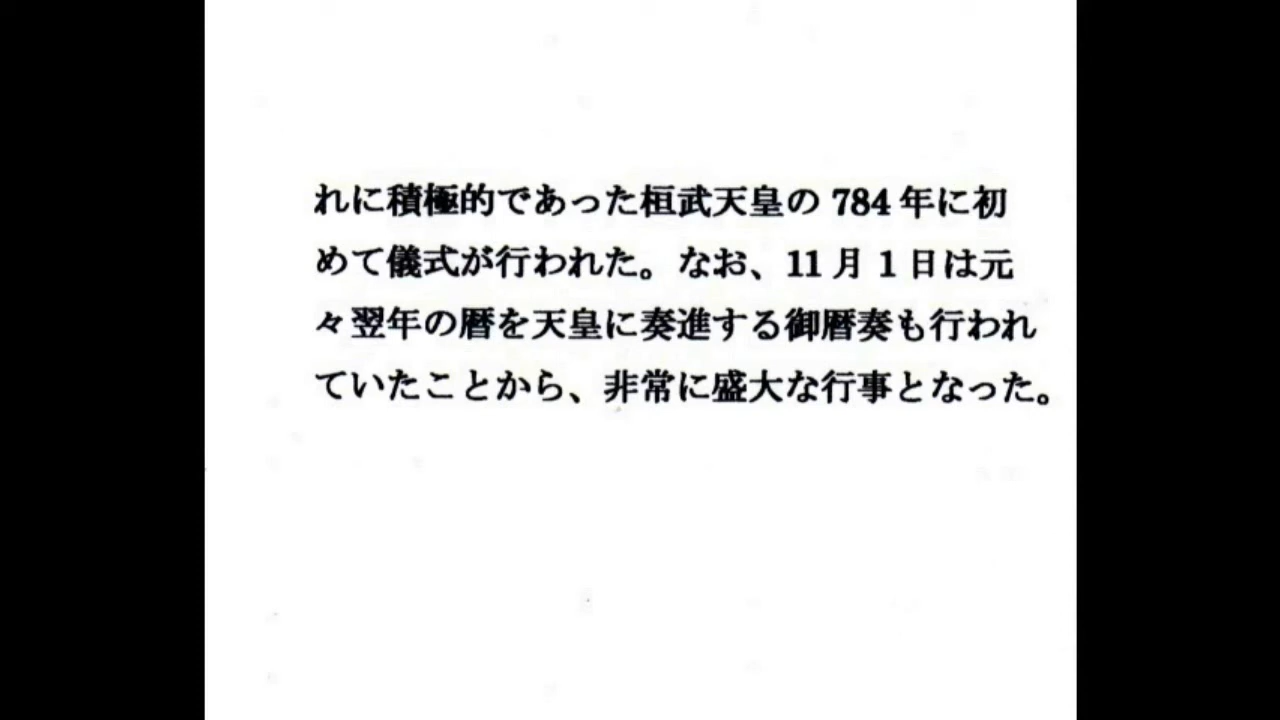 れに積極的であった桓武天皇の 784 年に初
めて儀式が行われた。なお、11 月 1 日は元
々翌年の暦を天皇に奏進する御暦奏も行われ
ていたことから、非常に盛大な行事となった。